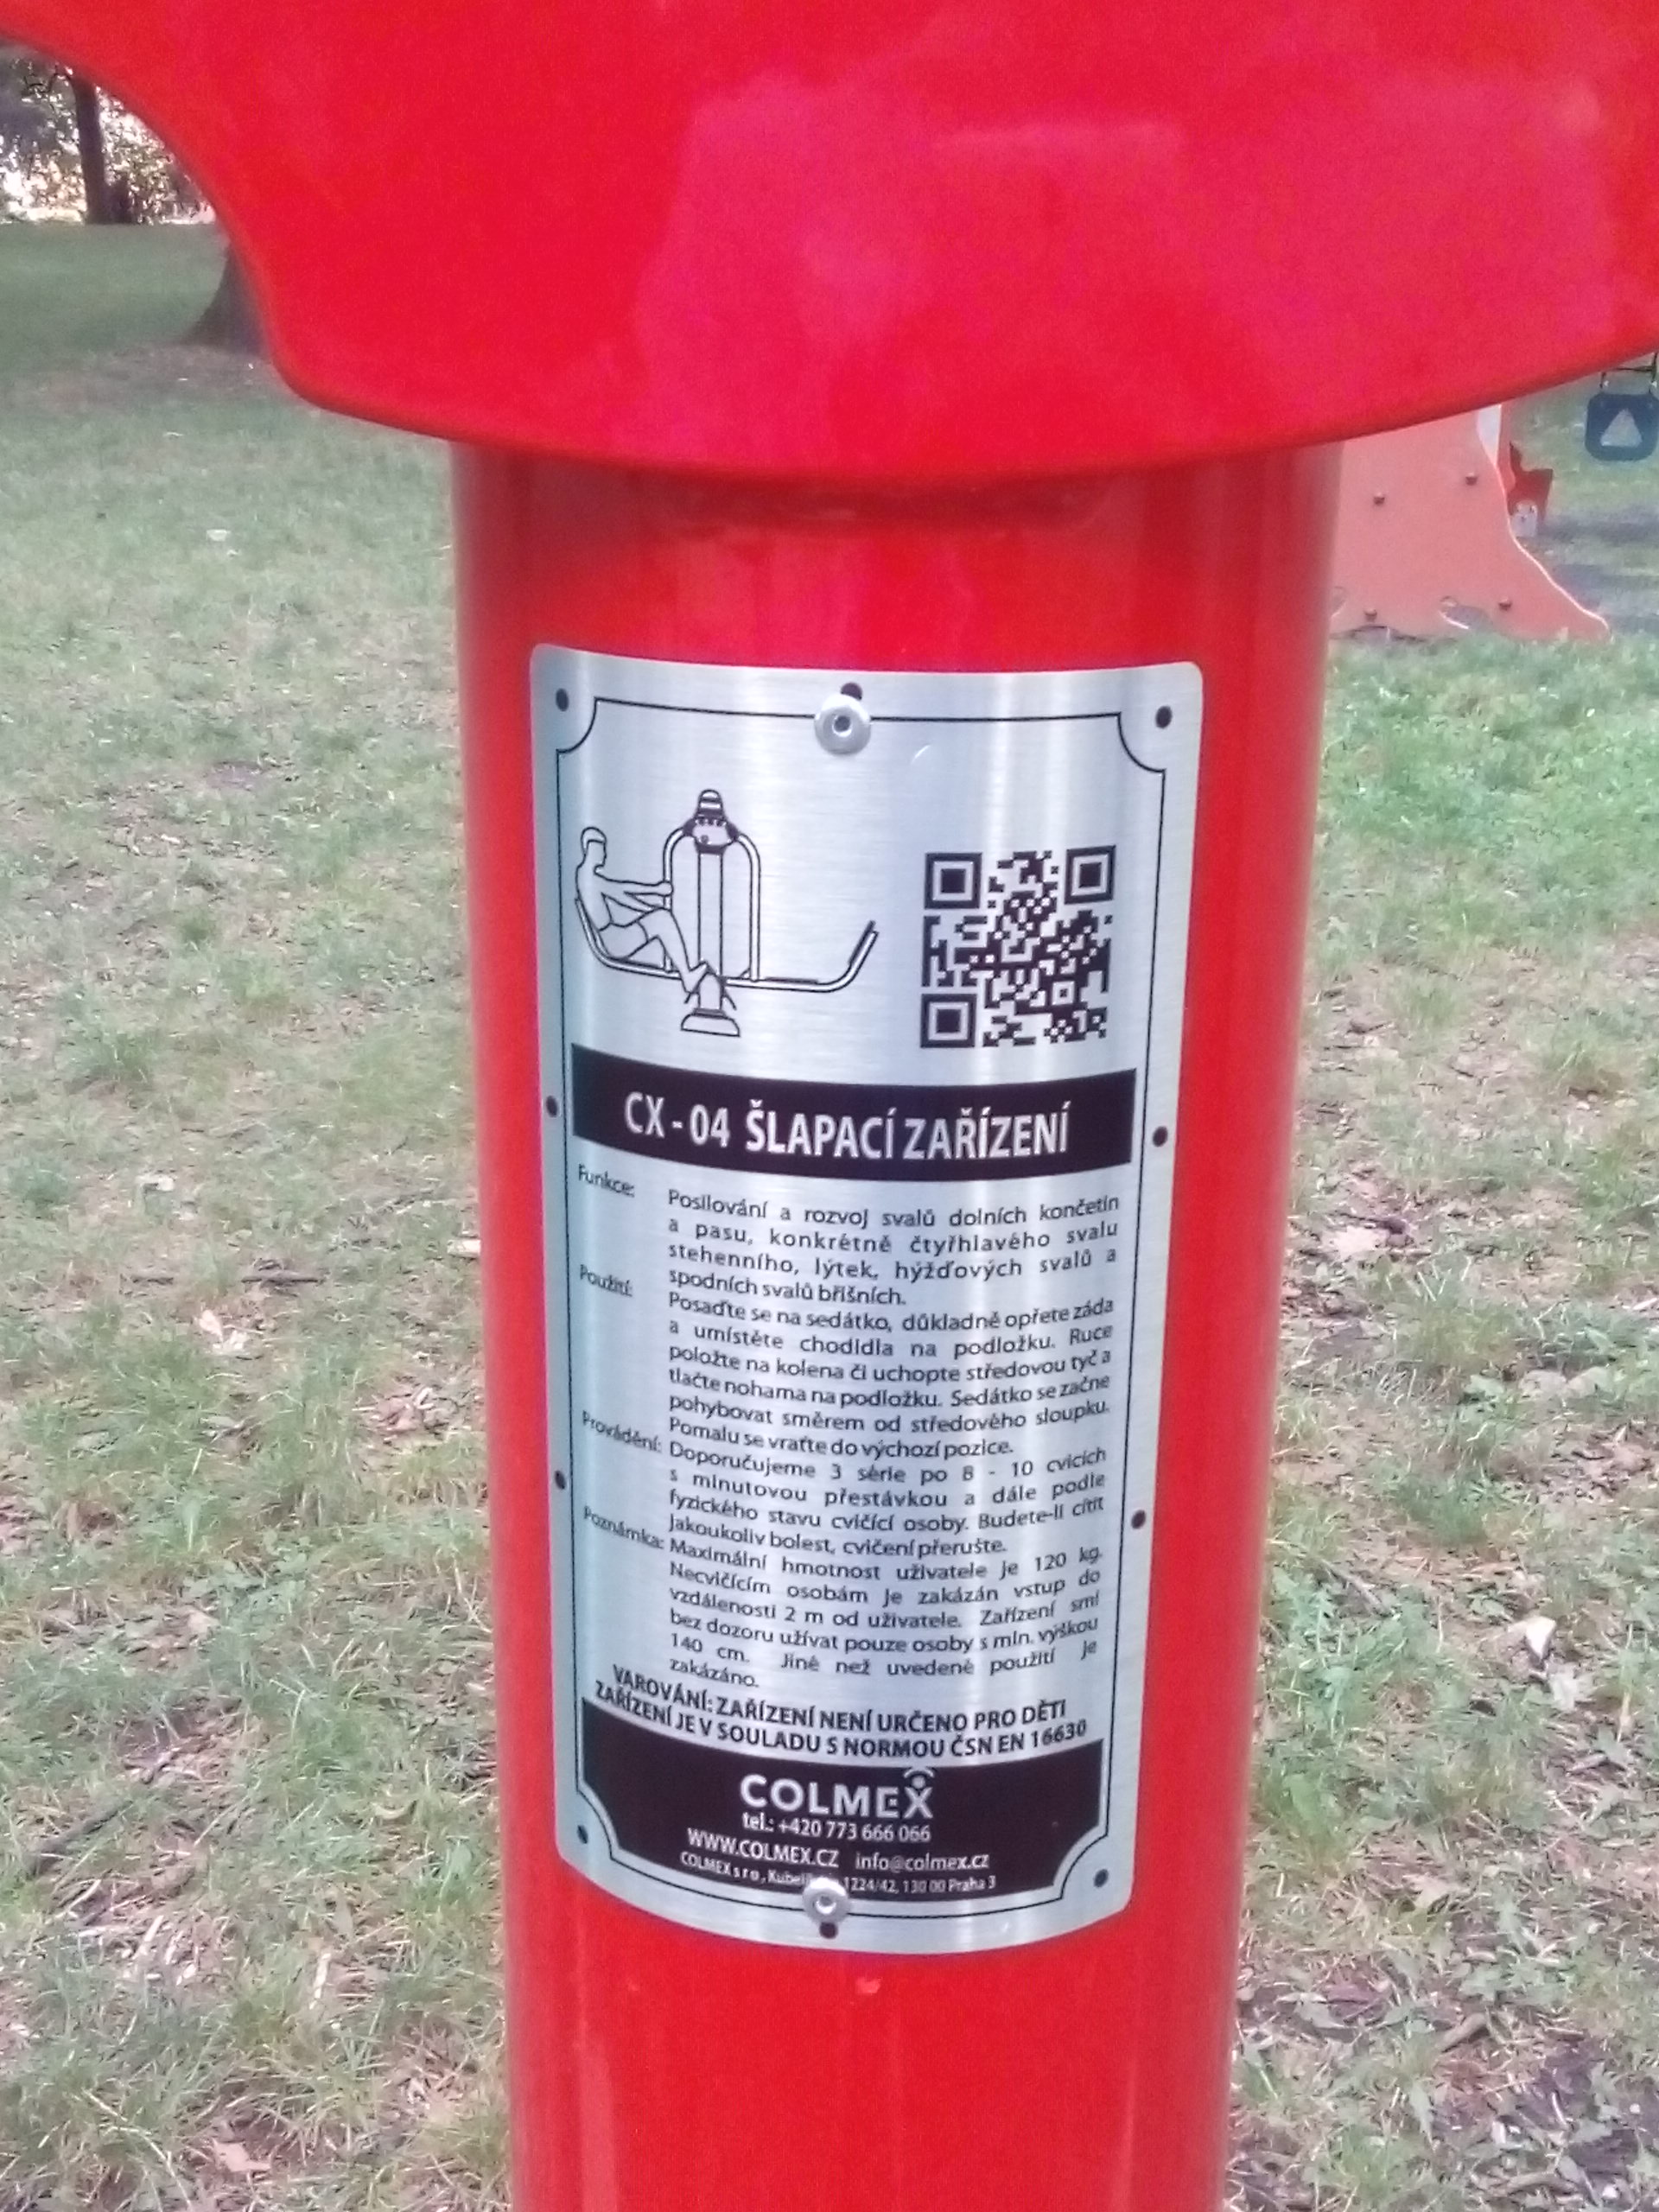 CX - 04 ŠLAPACÍ ZAŘÍZENÍ
Funkce: Posilování a rozvoj svalů dolních končetin
a pasu, konkrétně čtyřhlavého svalu
stehenního, lýtek, hýžďových svalů a
spodních svalů břišních.
Použití: Posaďte se na sedátko, důkladně opřete záda
a umístěte chodidla na podložku. Ruce
položte na kolena či uchopte středovou tyč a
tlačte nohama na podložku. Sedátko se začne
pohybovat směrem od středového sloupku.
Pomalu se vraťte do výchozí pozice.
Provádění: Doporučujeme 3 série po 8 - 10 cvicích
s minutovou přestávkou a dále podle
fyzického stavu cvičící osoby. Budete-li cítit
jakoukoliv bolest, cvičení přerušte.
Poznámka: Maximální hmotnost uživatele je 120 kg.
Necvičícím osobám je zakázán vstup do
vzdálenosti 2 m od uživatele. Zařízení smí
bez dozoru užívat pouze osoby s min. výškou
140 cm. Jiné než uvedené použití je
zakázáno.
VAROVÁNÍ: ZAŘÍZENÍ NENÍ URČENO PRO DĚTI
ZAŘÍZENÍ JE V SOULADU S NORMOU ČSN EN 16630
COLMEX
tel.: +420 773 666 066
WWW.COLMEX.CZ info@colmex.cz
COLMEX s r o , 1224/42, 130 00 Praha 3